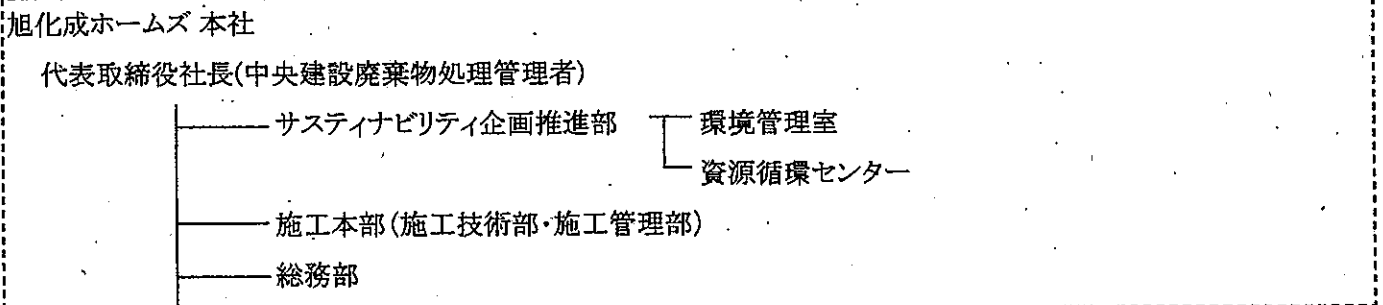 旭化成ホームズ 本社
代表取締役社長(中央建設廃棄物処理管理者)
サスティナビリティ企画推進部 環境管理室
資源循環センター
施工本部(施工技術部・施工管理部)
総務部